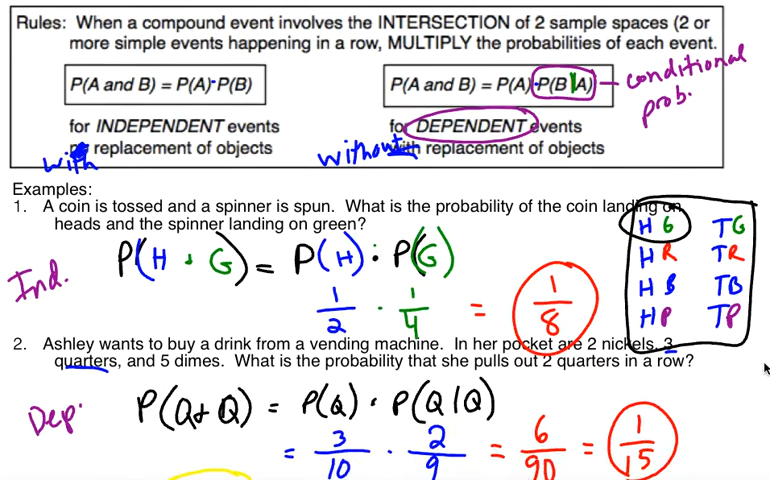 Rules: When a compound event involves the INTERSECTION of 2 sample spaces (2 or
more simple events happening in a row, MULTIPLY the probabilities of each event.
P(A and B) = P(A)·P(B)
P(A and B) = P(A)·P(B|A)
conditional
prob.
for INDEPENDENT events
for DEPENDENT events
replacement of objects
with
without
with replacement of objects
Examples:
1. A coin is tossed and a spinner is spun. What is the probability of the coin landing on
heads and the spinner landing on green?
H G TG
H R TR
H B TB
H P TP
Ind.
P(H + G) = P(H) · P(G)
1/2 · 1/4 = 1/8
2. Ashley wants to buy a drink from a vending machine. In her pocket are 2 nickels, 3
quarters, and 5 dimes. What is the probability that she pulls out 2 quarters in a row?
Dep.
P(Q+Q) = P(Q) · P(Q|Q)
= 3/10 · 2/9 = 6/90 = 1/15